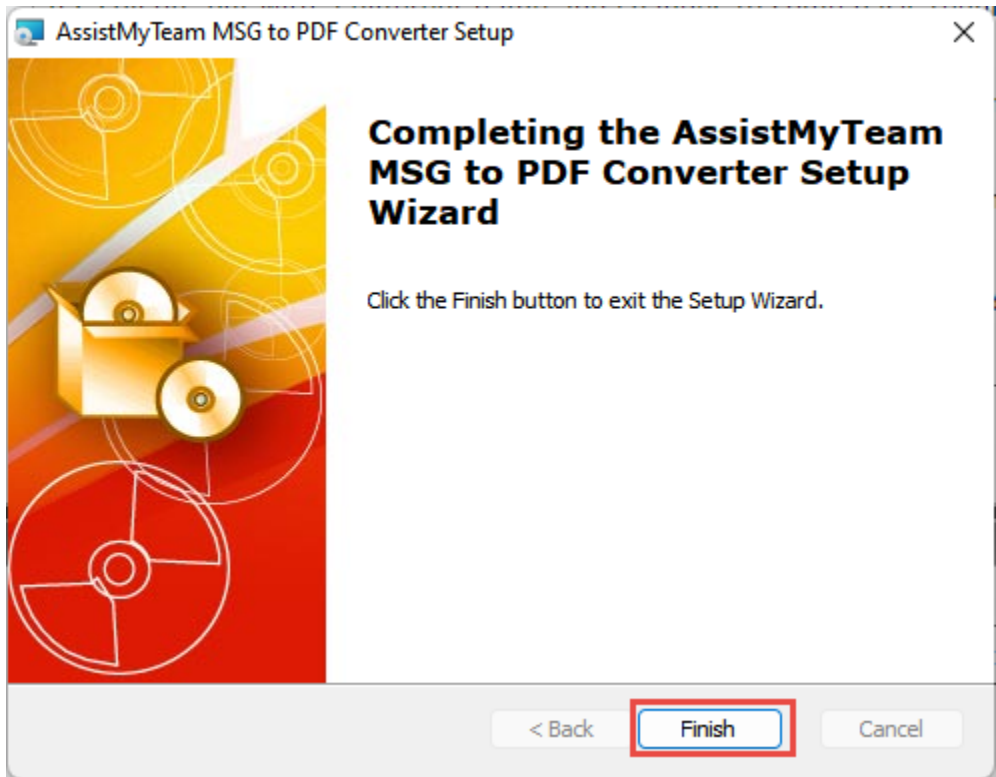 AssistMyTeam MSG to PDF Converter Setup
Completing the AssistMyTeam
MSG to PDF Converter Setup
Wizard
Click the Finish button to exit the Setup Wizard.
< Back
Finish
Cancel